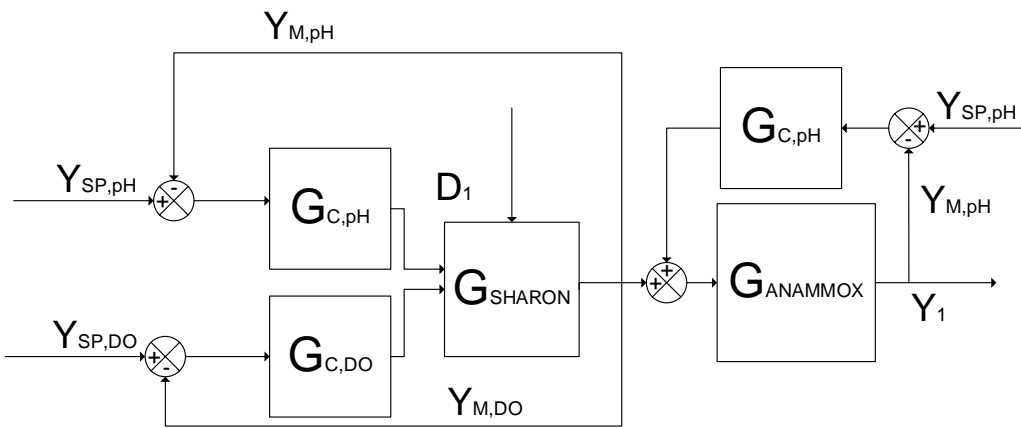 Y_M,pH
Y_SP,pH
G_C,pH
Y_SP,pH
-
+
G_C,pH
D_1
+
-
Y_M,pH
G_SHARON
+
+
G_ANAMMOX
Y_1
Y_SP,DO
+
-
G_C,DO
Y_M,DO